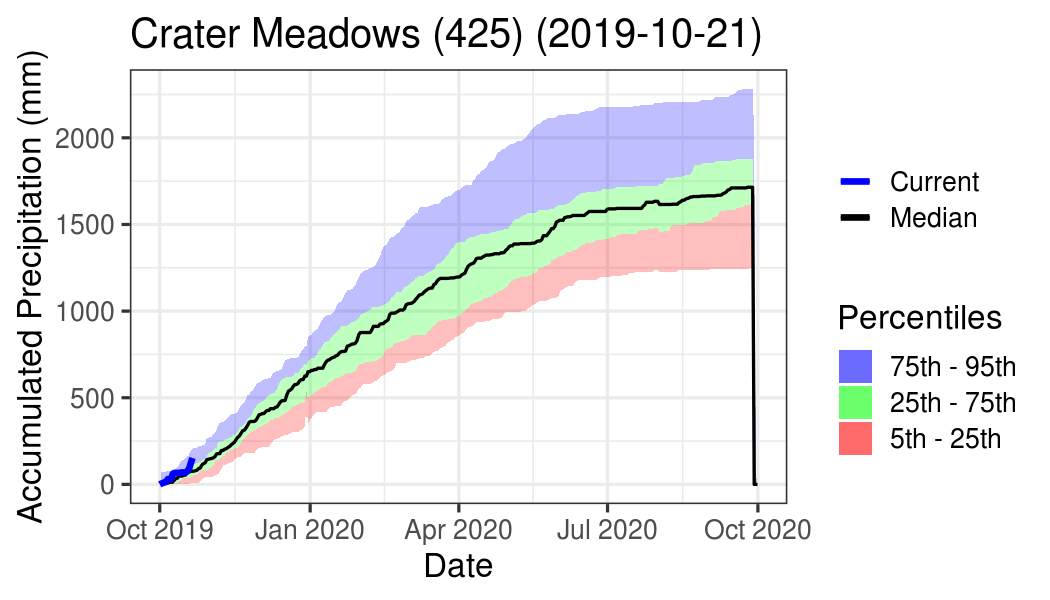 Crater Meadows (425) (2019-10-21)
Accumulated Precipitation (mm)
2000
1500
1000
500
0
Oct 2019
Jan 2020
Apr 2020
Jul 2020
Oct 2020
Date
Current
Median
Percentiles
75th - 95th
25th - 75th
5th - 25th